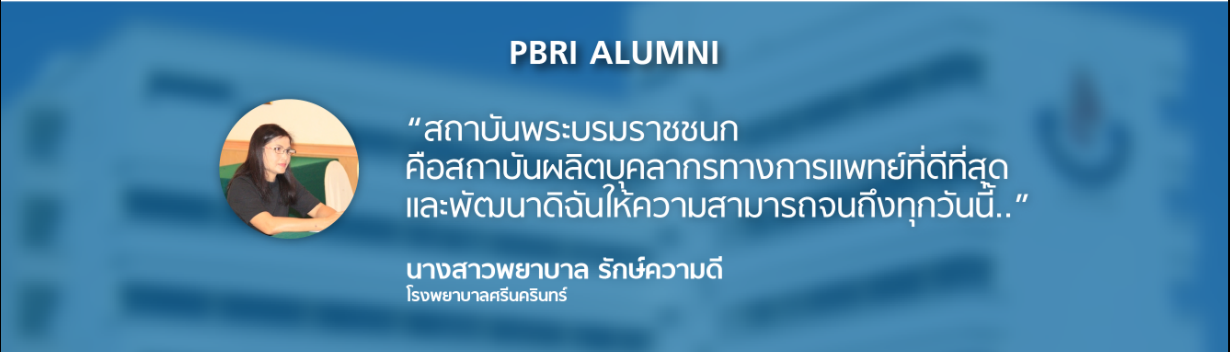 PBRI ALUMNI
“สถาบันพระบรมราชชนก
คือสถาบันผลิตบุคลากรทางการแพทย์ที่ดีที่สุด
และพัฒนาดิฉันให้ความสามารถจนถึงทุกวันนี้..”
นางสาวพยาบาล รักษ์ความดี
โรงพยาบาลศรีนครินทร์